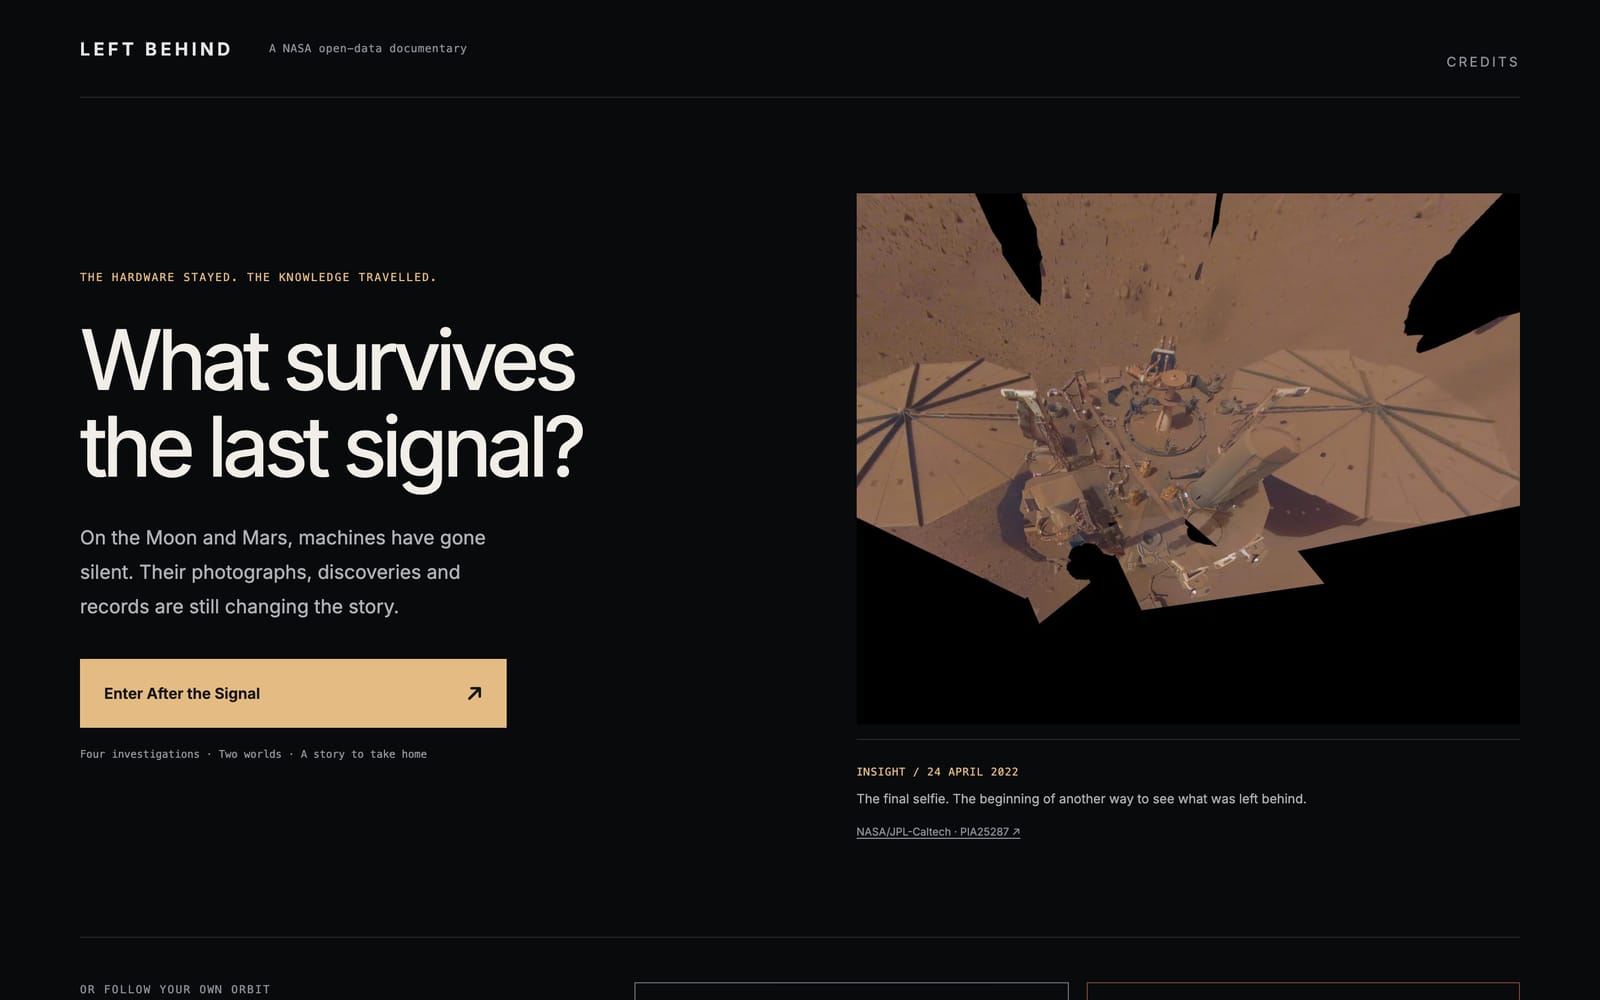 LEFT BEHIND
A NASA open-data documentary
CREDITS
THE HARDWARE STAYED. THE KNOWLEDGE TRAVELLED.
What survives
the last signal?
On the Moon and Mars, machines have gone
silent. Their photographs, discoveries and
records are still changing the story.
Enter After the Signal ↗
Four investigations · Two worlds · A story to take home
INSIGHT / 24 APRIL 2022
The final selfie. The beginning of another way to see what was left behind.
NASA/JPL-Caltech · PIA25287 ↗
OR FOLLOW YOUR OWN ORBIT